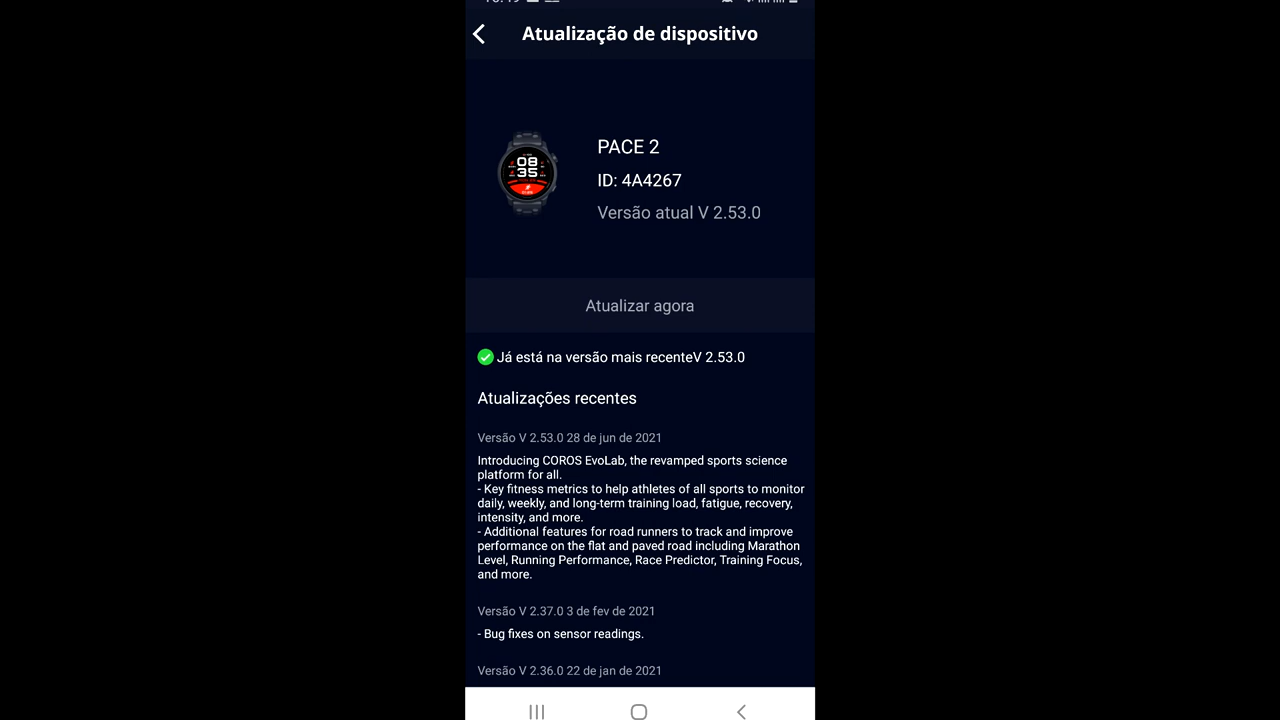 Atualização de dispositivo
PACE 2
08
35
ID: 4A4267
Versão atual V 2.53.0
Atualizar agora
Já está na versão mais recenteV 2.53.0
Atualizações recentes
Versão V 2.53.0 28 de jun de 2021
Introducing COROS EvoLab, the revamped sports science
platform for all.
- Key fitness metrics to help athletes of all sports to monitor
daily, weekly, and long-term training load, fatigue, recovery,
intensity, and more.
- Additional features for road runners to track and improve
performance on the flat and paved road including Marathon
Level, Running Performance, Race Predictor, Training Focus,
and more.
Versão V 2.37.0 3 de fev de 2021
- Bug fixes on sensor readings.
Versão V 2.36.0 22 de jan de 2021